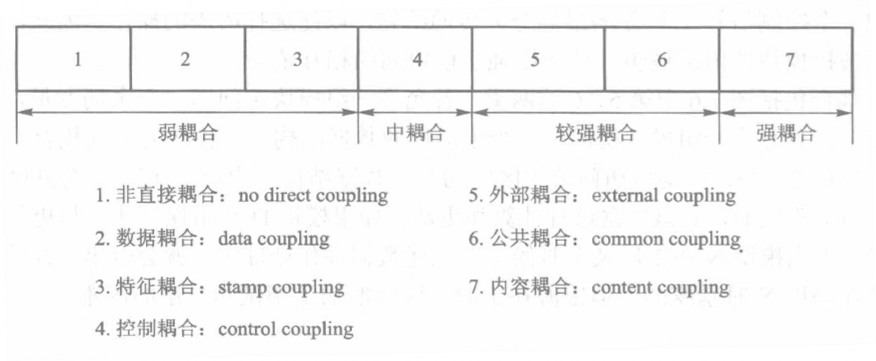 1 2 3 4 5 6 7
弱耦合 中耦合 较强耦合 强耦合
1. 非直接耦合：no direct coupling
2. 数据耦合：data coupling
3. 特征耦合：stamp coupling
4. 控制耦合：control coupling
5. 外部耦合：external coupling
6. 公共耦合：common coupling
7. 内容耦合：content coupling